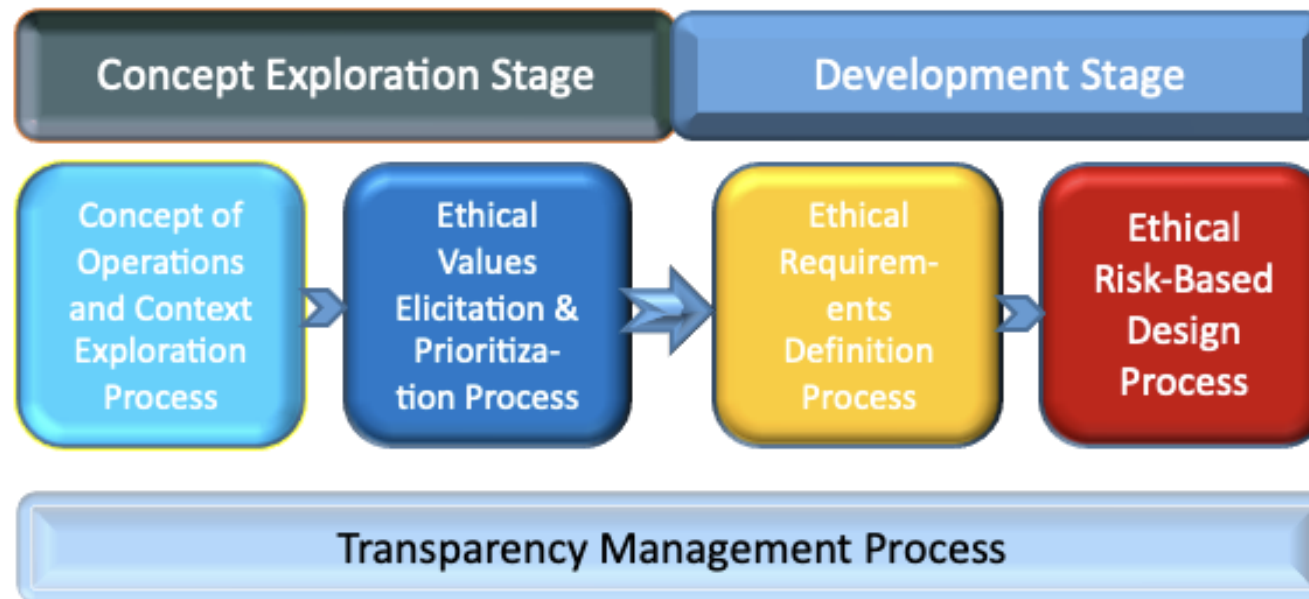 Concept Exploration Stage
Development Stage
Concept of
Operations
and Context
Exploration
Process
Ethical
Values
Elicitation &
Prioritiza-
tion Process
Ethical
Requirem-
ents
Definition
Process
Ethical
Risk-Based
Design
Process
Transparency Management Process